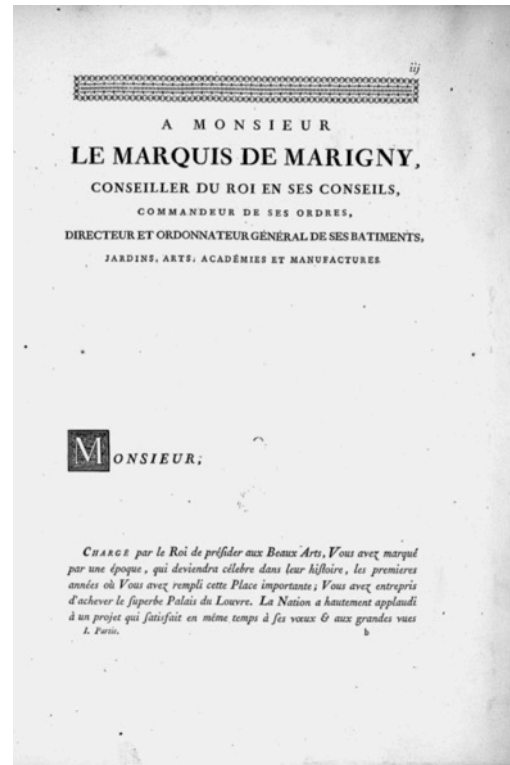 iij
A MONSIEUR
LE MARQUIS DE MARIGNY,
CONSEILLER DU ROI EN SES CONSEILS,
COMMANDEUR DE SES ORDRES,
DIRECTEUR ET ORDONNATEUR GÉNÉRAL DE SES BATIMENTS,
JARDINS, ARTS, ACADÉMIES ET MANUFACTURES
MONSIEUR,
CHARGÉ par le Roi de préſider aux Beaux Arts, Vous avez marqué
par une époque, qui deviendra célebre dans leur hiſtoire, les premieres
années où Vous avez rempli cette Place importante; Vous avez entrepris
d'achever le ſuperbe Palais du Louvre. La Nation a hautement applaudi
à un projet qui ſatisfait en même temps à ſes vœux & aux grandes vues
I. Partie. b